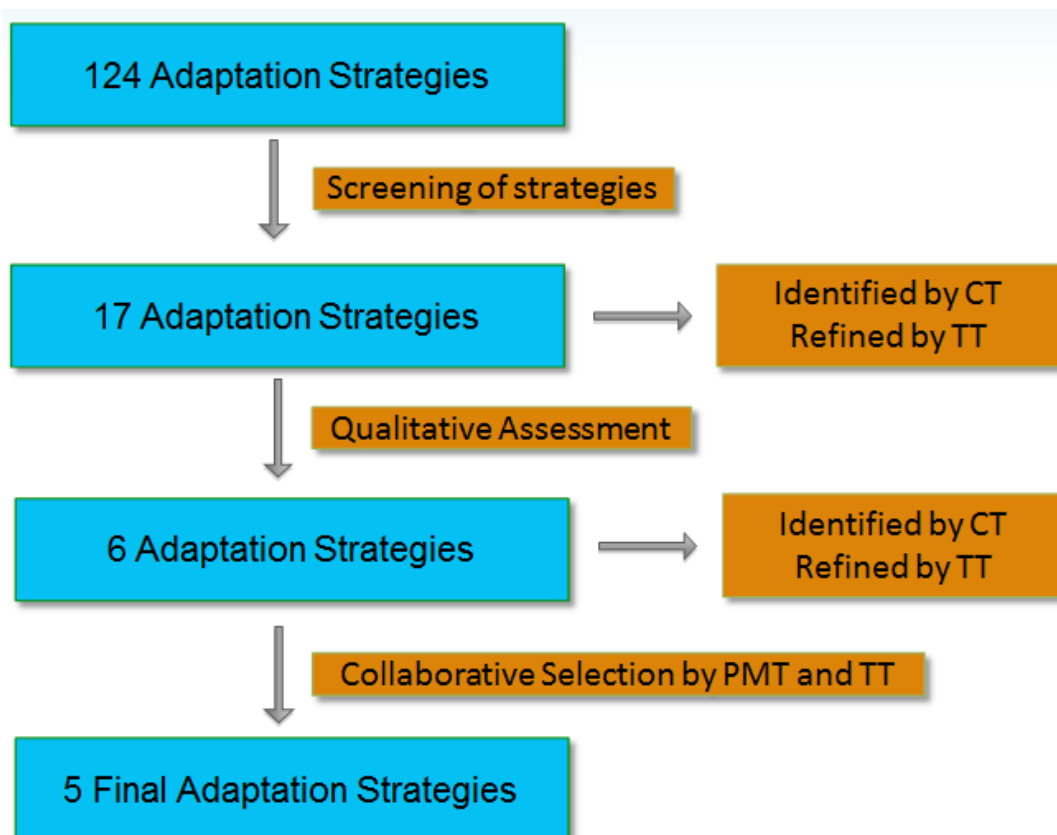 124 Adaptation Strategies
Screening of strategies
17 Adaptation Strategies
Identified by CT
Refined by TT
Qualitative Assessment
6 Adaptation Strategies
Identified by CT
Refined by TT
Collaborative Selection by PMT and TT
5 Final Adaptation Strategies